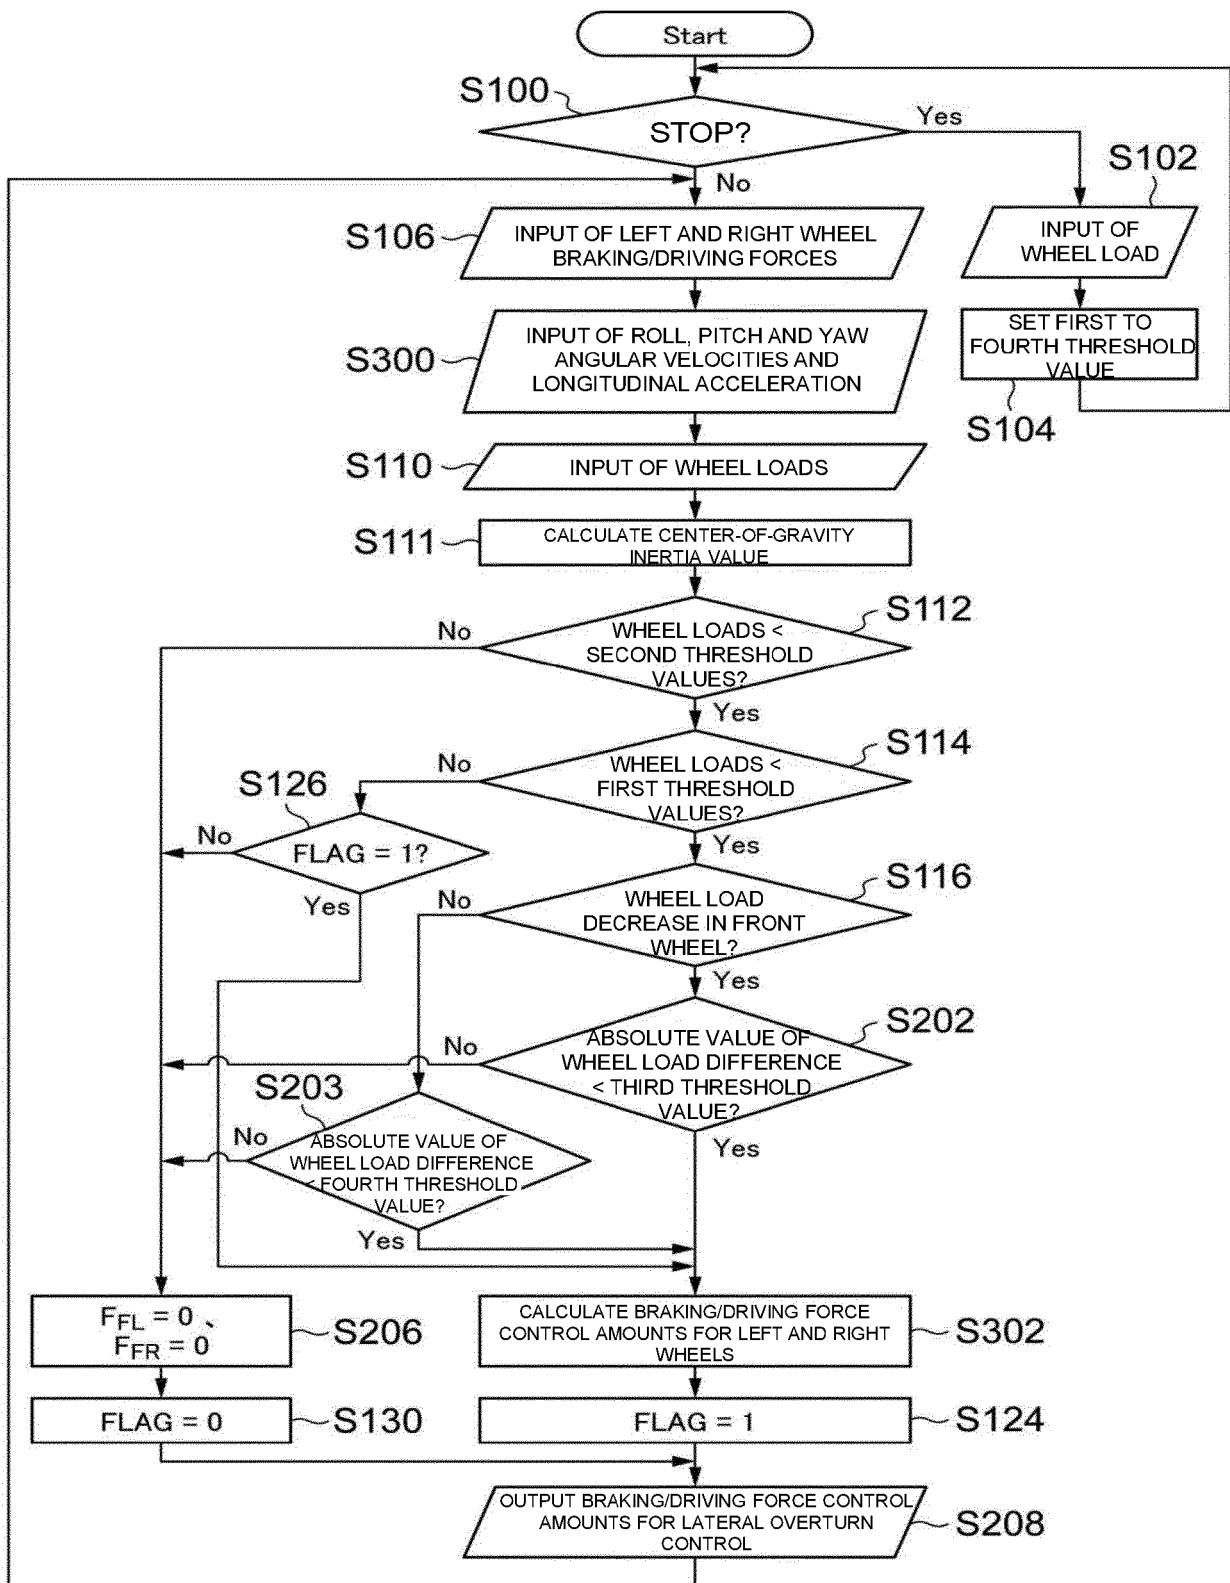 Start
S100
STOP?
Yes
No
S102
INPUT OF
WHEEL LOAD
S106
INPUT OF LEFT AND RIGHT WHEEL
BRAKING/DRIVING FORCES
SET FIRST TO
FOURTH THRESHOLD
VALUE
S104
S300
INPUT OF ROLL, PITCH AND YAW
ANGULAR VELOCITIES AND
LONGITUDINAL ACCELERATION
S110
INPUT OF WHEEL LOADS
S111
CALCULATE CENTER-OF-GRAVITY
INERTIA VALUE
S112
No
WHEEL LOADS <
SECOND THRESHOLD
VALUES?
Yes
S114
No
WHEEL LOADS <
FIRST THRESHOLD
VALUES?
Yes
S126
No
FLAG = 1?
Yes
S116
No
WHEEL LOAD
DECREASE IN FRONT
WHEEL?
Yes
S202
No
ABSOLUTE VALUE OF
WHEEL LOAD DIFFERENCE
< THIRD THRESHOLD
VALUE?
Yes
S203
No
ABSOLUTE VALUE OF
WHEEL LOAD DIFFERENCE
< FOURTH THRESHOLD
VALUE?
Yes
FFL = 0 、
FFR = 0
S206
CALCULATE BRAKING/DRIVING FORCE
CONTROL AMOUNTS FOR LEFT AND RIGHT
WHEELS
S302
FLAG = 0
S130
FLAG = 1
S124
OUTPUT BRAKING/DRIVING FORCE CONTROL
AMOUNTS FOR LATERAL OVERTURN
CONTROL
S208